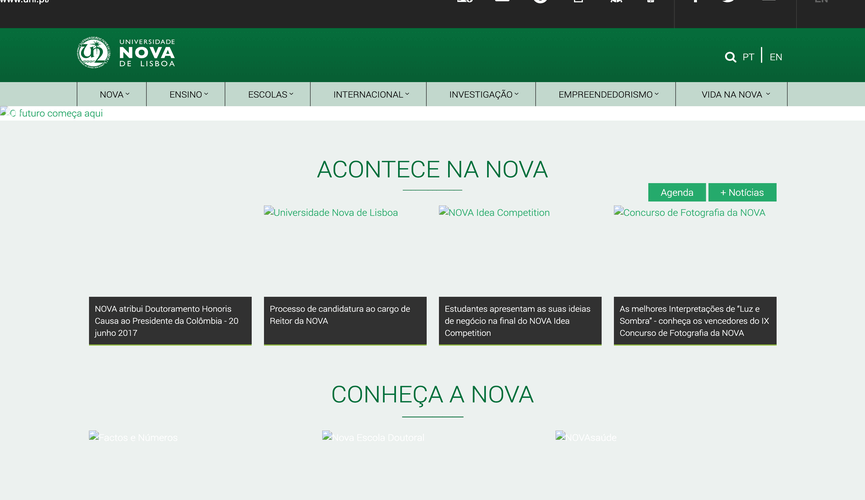 www.unl.pt
EN
UNIVERSIDADE
NOVA
DE LISBOA
PT
EN
NOVA
ENSINO
ESCOLAS
INTERNACIONAL
INVESTIGAÇÃO
EMPREENDEDORISMO
VIDA NA NOVA
O futuro começa aqui
ACONTECE NA NOVA
Agenda
+ Notícias
Universidade Nova de Lisboa
NOVA Idea Competition
Concurso de Fotografia da NOVA
NOVA atribui Doutoramento Honoris
Causa ao Presidente da Colômbia - 20
junho 2017
Processo de candidatura ao cargo de
Reitor da NOVA
Estudantes apresentam as suas ideias
de negócio na final do NOVA Idea
Competition
As melhores Interpretações de “Luz e
Sombra” - conheça os vencedores do IX
Concurso de Fotografia da NOVA
CONHEÇA A NOVA
Factos e Números
Nova Escola Doutoral
NOVAsaúde